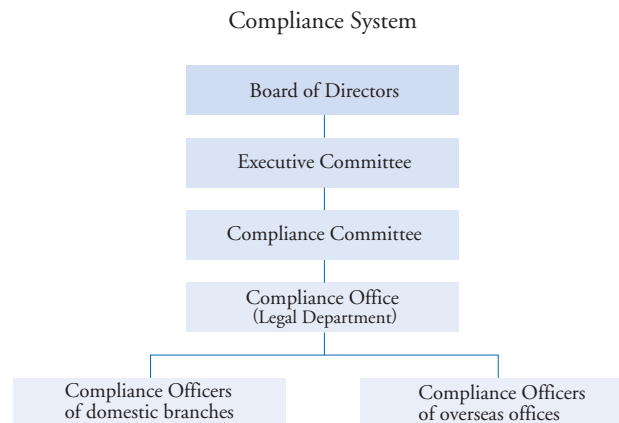 Compliance System
Board of Directors
Executive Committee
Compliance Committee
Compliance Office
(Legal Department)
Compliance Officers
of domestic branches
Compliance Officers
of overseas offices